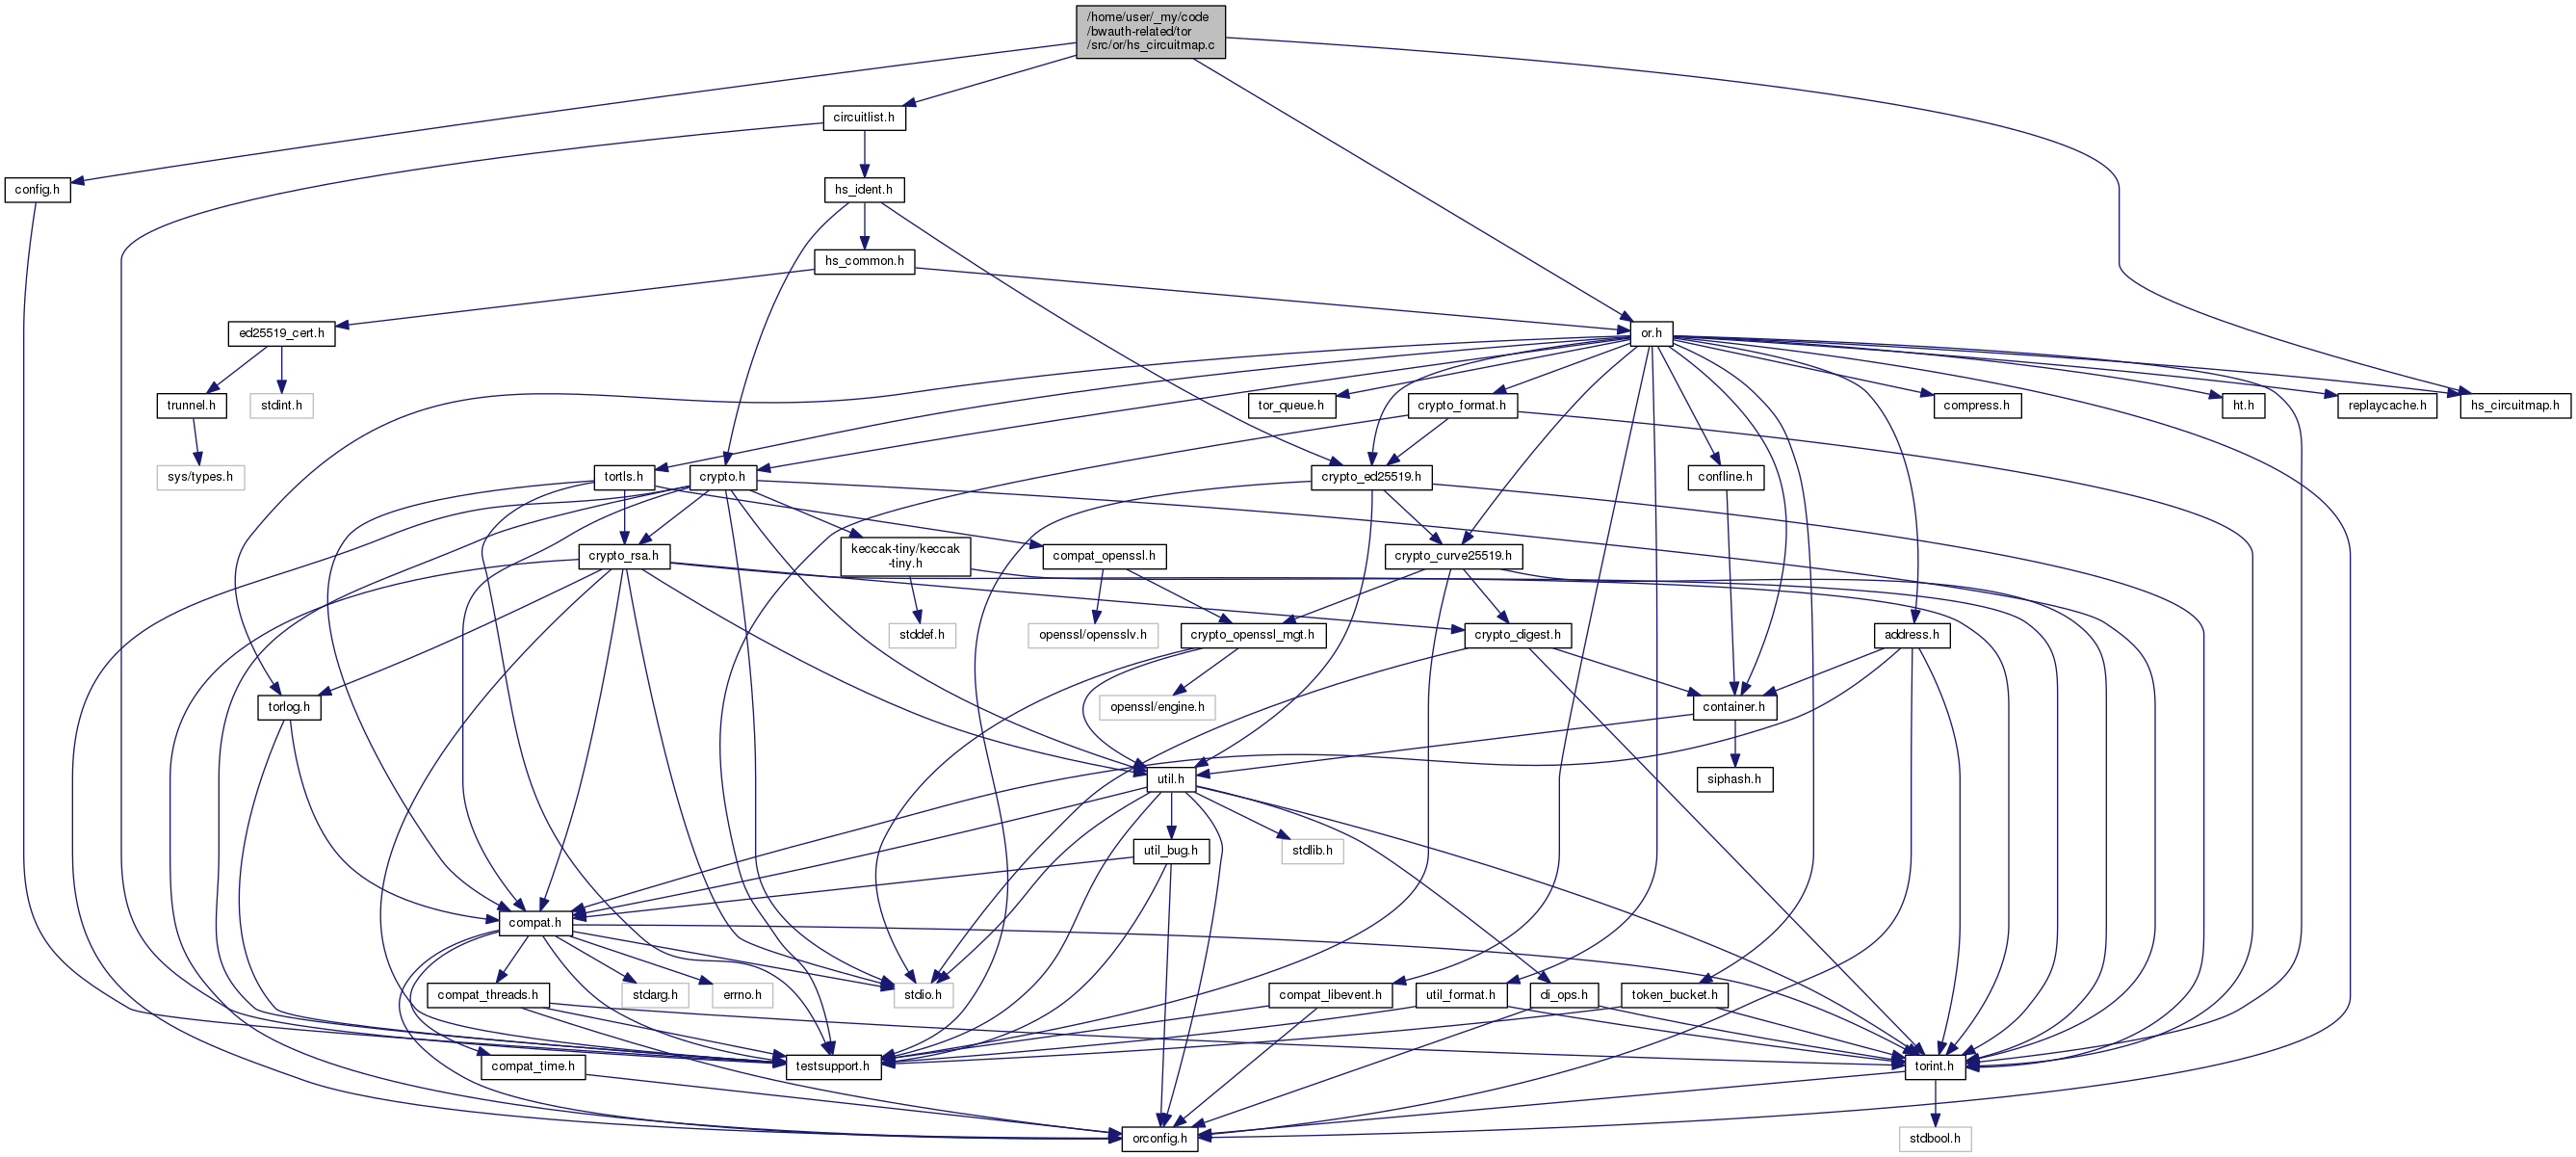 /home/user/_my/code
/bwauth-related/tor
/src/or/hs_circuitmap.c
circuitlist.h
config.h
hs_ident.h
hs_common.h
ed25519_cert.h
or.h
trunnel.h
stdint.h
tor_queue.h
crypto_format.h
compress.h
ht.h
replaycache.h
hs_circuitmap.h
sys/types.h
tortls.h
crypto.h
crypto_ed25519.h
confline.h
crypto_rsa.h
keccak-tiny/keccak
-tiny.h
compat_openssl.h
crypto_curve25519.h
stddef.h
openssl/opensslv.h
crypto_openssl_mgt.h
crypto_digest.h
address.h
torlog.h
openssl/engine.h
container.h
util.h
siphash.h
util_bug.h
stdlib.h
compat.h
compat_threads.h
stdarg.h
errno.h
stdio.h
compat_libevent.h
util_format.h
di_ops.h
token_bucket.h
compat_time.h
testsupport.h
torint.h
orconfig.h
stdbool.h